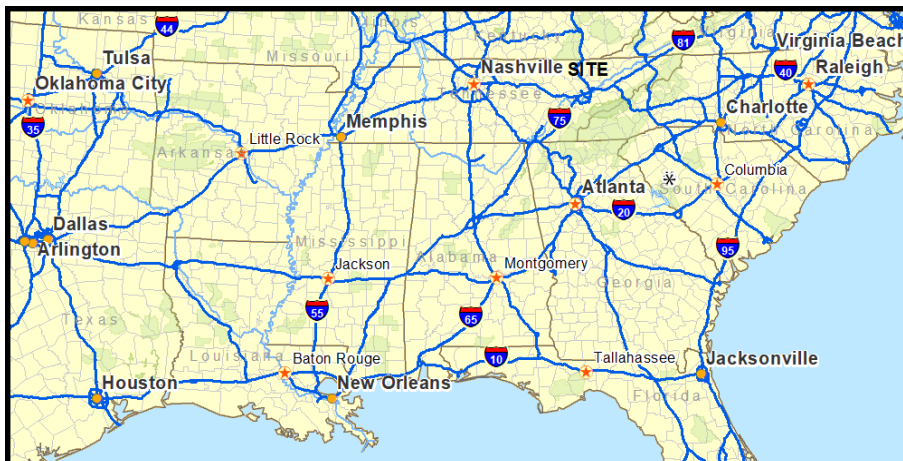 Kansas
Illinois
44
Missouri
Kentucky
81
Virginia
Virginia Beach
Tulsa
Nashville
SITE
40
Raleigh
Oklahoma City
Oklahoma
Tennessee
35
Memphis
75
Charlotte
North Carolina
Little Rock
Arkansas
Columbia
Atlanta
South Carolina
20
Dallas
Arlington
Mississippi
Alabama
95
Jackson
Montgomery
Georgia
55
65
Texas
Louisiana
Baton Rouge
10
Tallahassee
Jacksonville
Houston
New Orleans
Florida